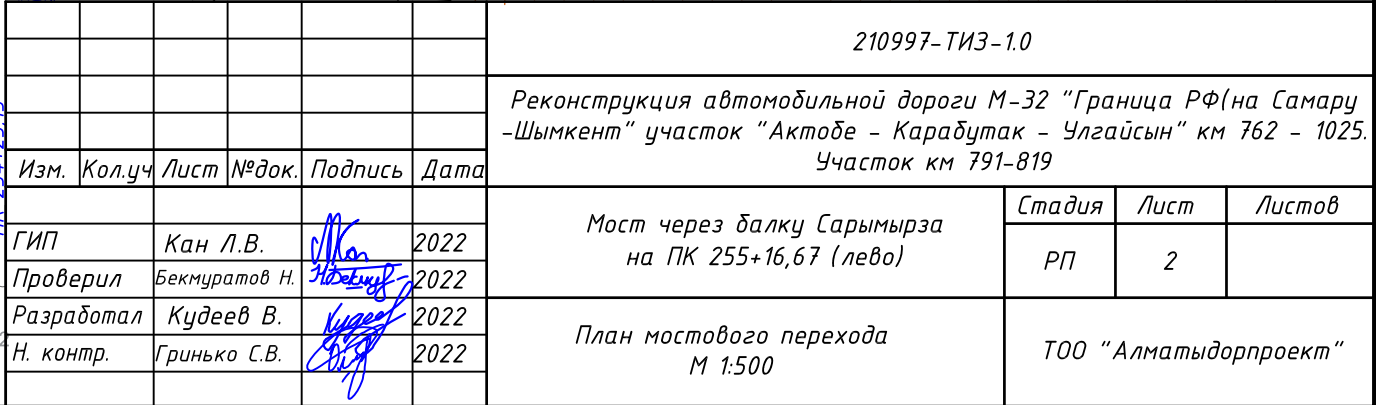 210997-ТИЗ-1.0
Реконструкция автомобильной дороги М-32 "Граница РФ(на Самару
-Шымкент" участок "Актобе - Карабутак - Улгайсын" км 762 - 1025.
Участок км 791-819
Изм. Кол.уч Лист №док. Подпись Дата
Мост через балку Сарымырза
на ПК 255+16,67 (лево)
Стадия Лист Листов
РП 2
ГИП Кан Л.В. 2022
Проверил Бекмуратов Н. Н.Бекмур 2022
Разработал Кудеев В. Кудеев 2022
Н. контр. Гринько С.В. 2022
План мостового перехода
М 1:500
ТОО "Алматыдорпроект"